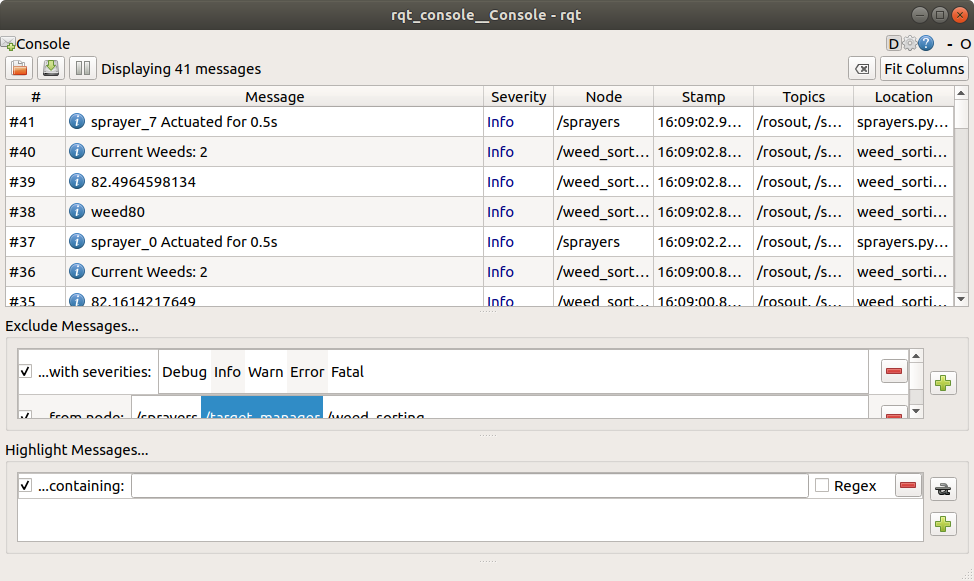 rqt_console__Console - rqt
Console D ? - O
Displaying 41 messages Fit Columns
# Message Severity Node Stamp Topics Location
#41 sprayer_7 Actuated for 0.5s Info /sprayers 16:09:02.9... /rosout, /s... sprayers.py...
#40 Current Weeds: 2 Info /weed_sort... 16:09:02.8... /rosout, /s... weed_sorti...
#39 82.4964598134 Info /weed_sort... 16:09:02.8... /rosout, /s... weed_sorti...
#38 weed80 Info /weed_sort... 16:09:02.8... /rosout, /s... weed_sorti...
#37 sprayer_0 Actuated for 0.5s Info /sprayers 16:09:02.2... /rosout, /s... sprayers.py...
#36 Current Weeds: 2 Info /weed_sort... 16:09:00.8... /rosout, /s... weed_sorti...
#35 82.1614217649 Info /weed_sort... 16:09:00.8... /rosout, /s... weed_sorti...
Exclude Messages...
...with severities: Debug Info Warn Error Fatal
...from node: /sprayers /target_manager /weed_sorting
Highlight Messages...
...containing: Regex